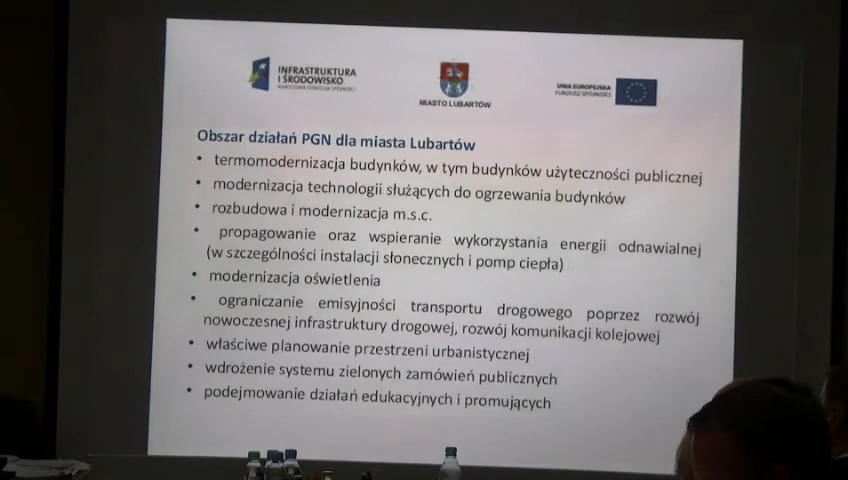 INFRASTRUKTURA
I ŚRODOWISKO
NARODOWA STRATEGIA SPÓJNOŚCI
MIASTO LUBARTÓW
UNIA EUROPEJSKA
FUNDUSZ SPÓJNOŚCI
Obszar działań PGN dla miasta Lubartów
• termomodernizacja budynków, w tym budynków użyteczności publicznej
• modernizacja technologii służących do ogrzewania budynków
• rozbudowa i modernizacja m.s.c.
• propagowanie oraz wspieranie wykorzystania energii odnawialnej
(w szczególności instalacji słonecznych i pomp ciepła)
• modernizacja oświetlenia
• ograniczanie emisyjności transportu drogowego poprzez rozwój
nowoczesnej infrastruktury drogowej, rozwój komunikacji kolejowej
• właściwe planowanie przestrzeni urbanistycznej
• wdrożenie systemu zielonych zamówień publicznych
• podejmowanie działań edukacyjnych i promujących